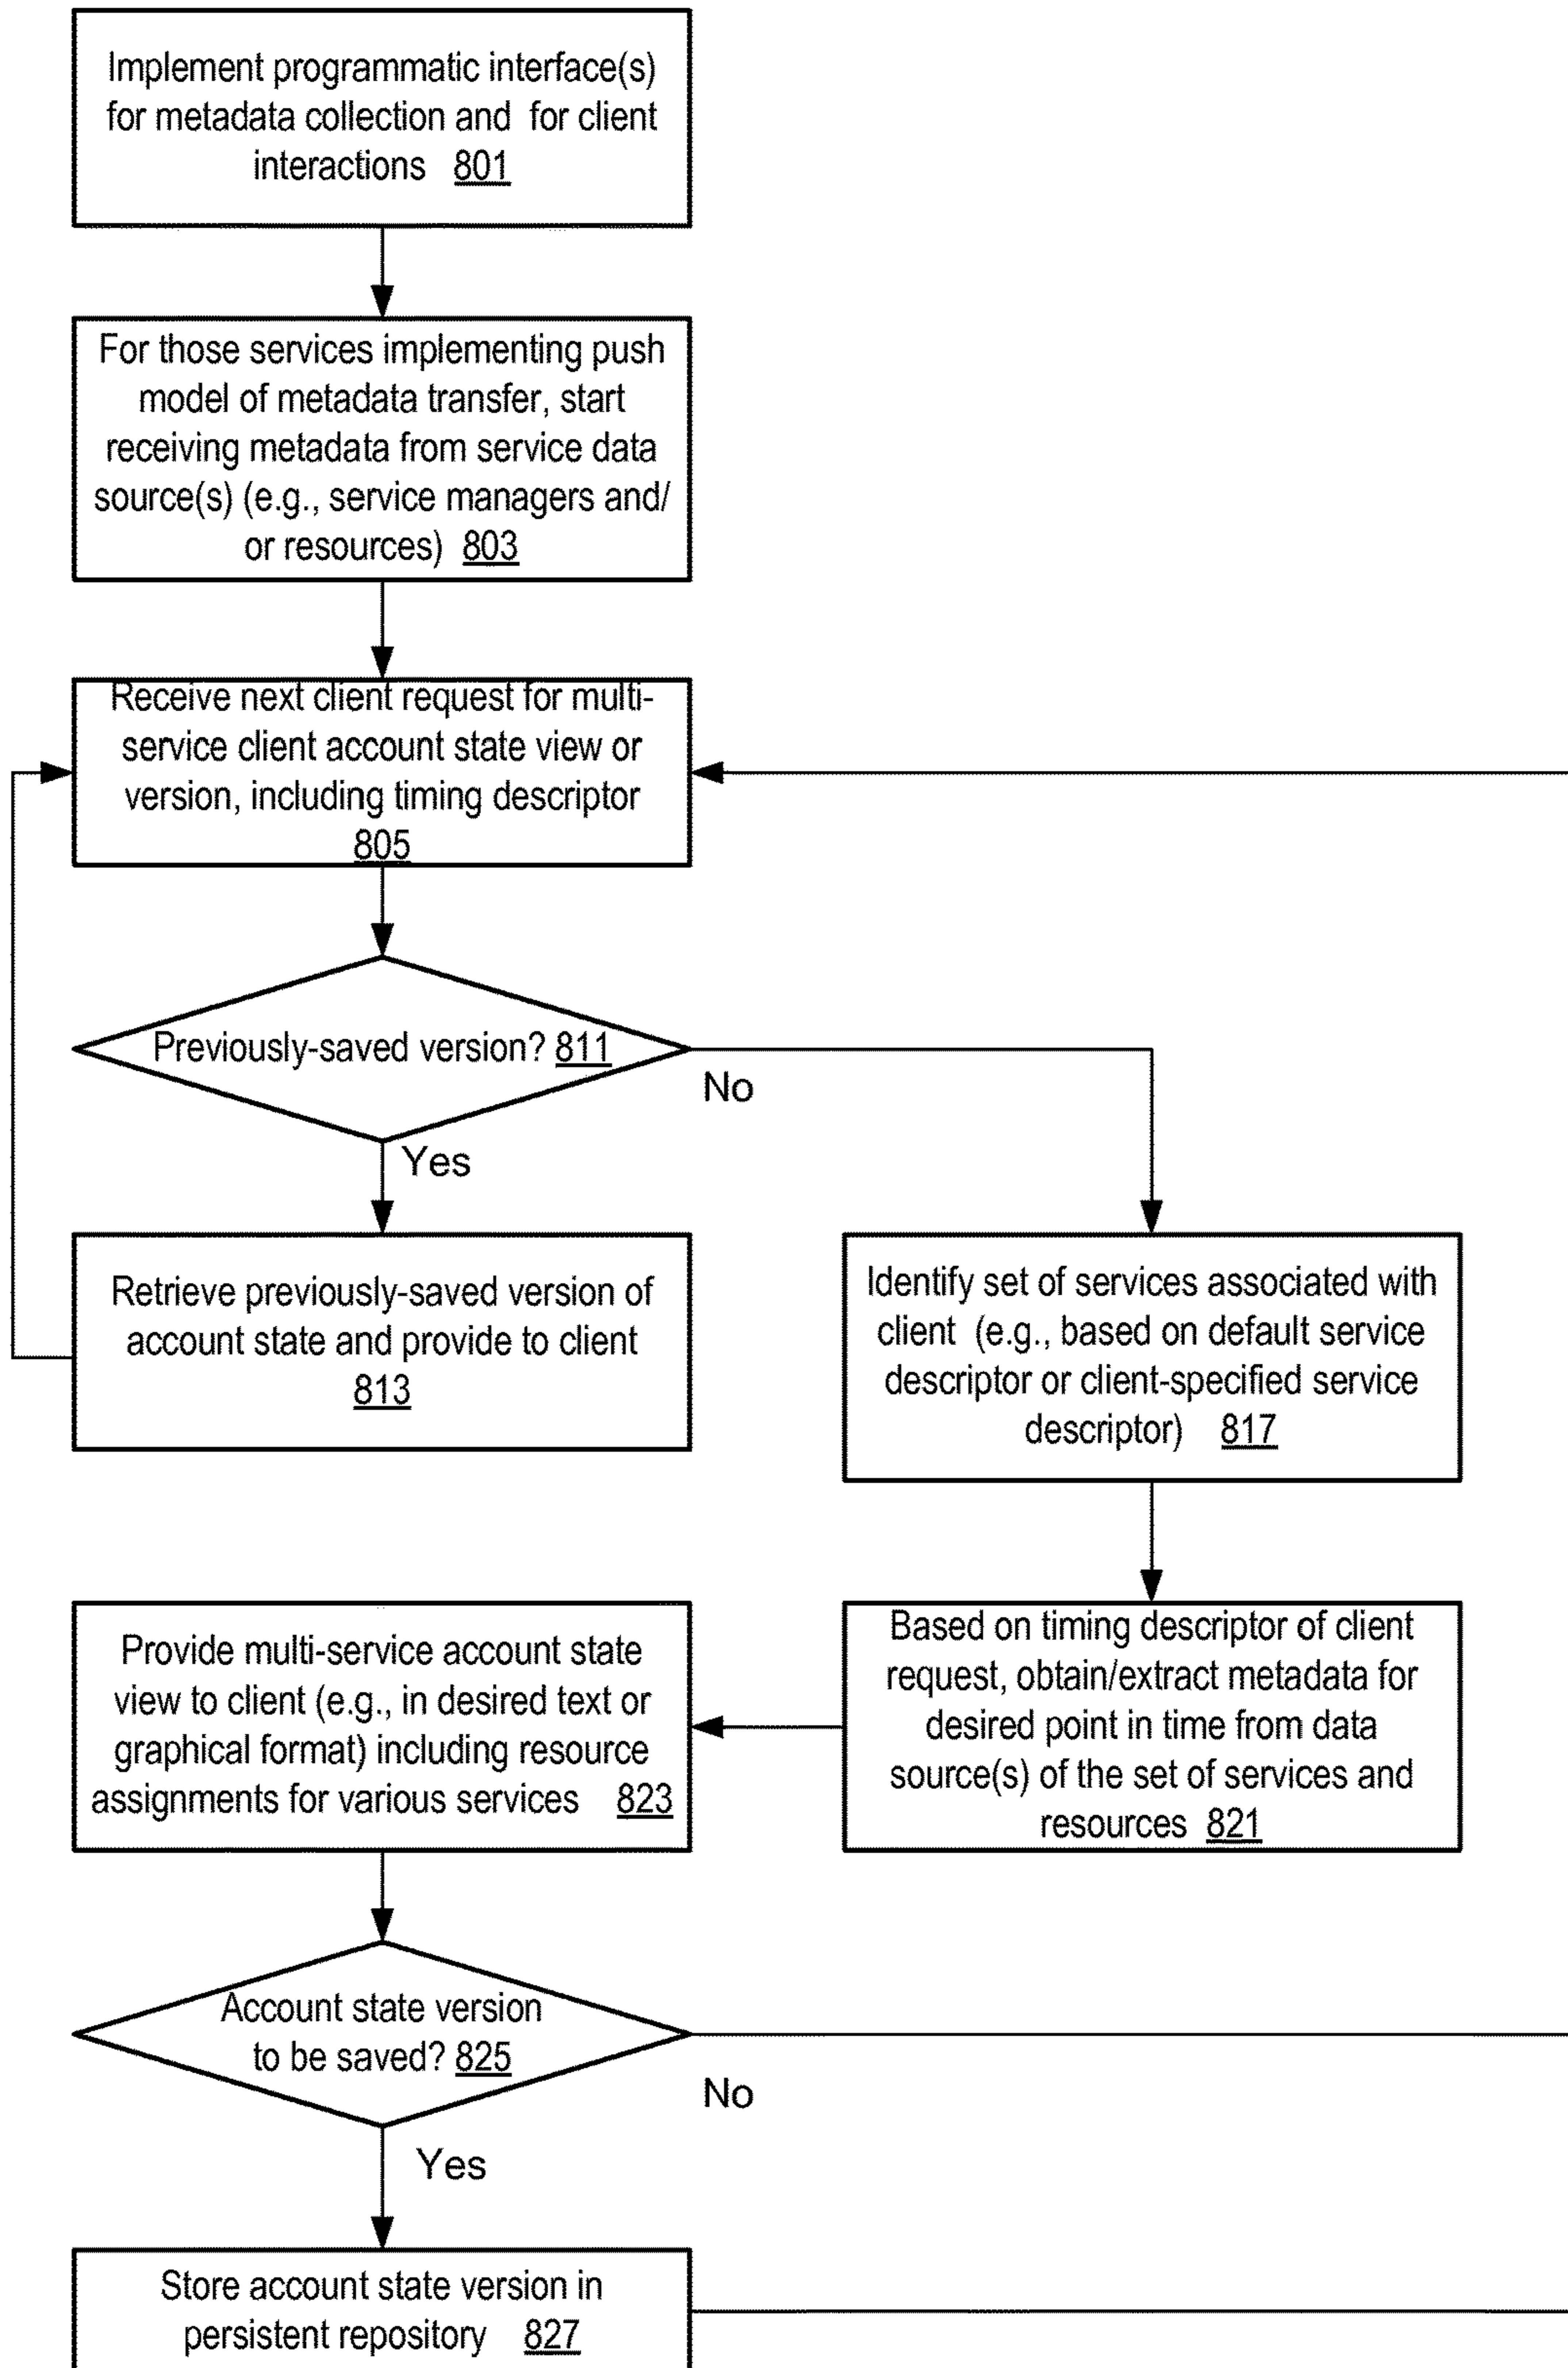 Implement programmatic interface(s)
for metadata collection and for client
interactions 801
For those services implementing push
model of metadata transfer, start
receiving metadata from service data
source(s) (e.g., service managers and/
or resources) 803
Receive next client request for multi-
service client account state view or
version, including timing descriptor
805
Previously-saved version? 811
No
Yes
Retrieve previously-saved version of
account state and provide to client
813
Identify set of services associated with
client (e.g., based on default service
descriptor or client-specified service
descriptor) 817
Based on timing descriptor of client
request, obtain/extract metadata for
desired point in time from data
source(s) of the set of services and
resources 821
Provide multi-service account state
view to client (e.g., in desired text or
graphical format) including resource
assignments for various services 823
Account state version
to be saved? 825
No
Yes
Store account state version in
persistent repository 827